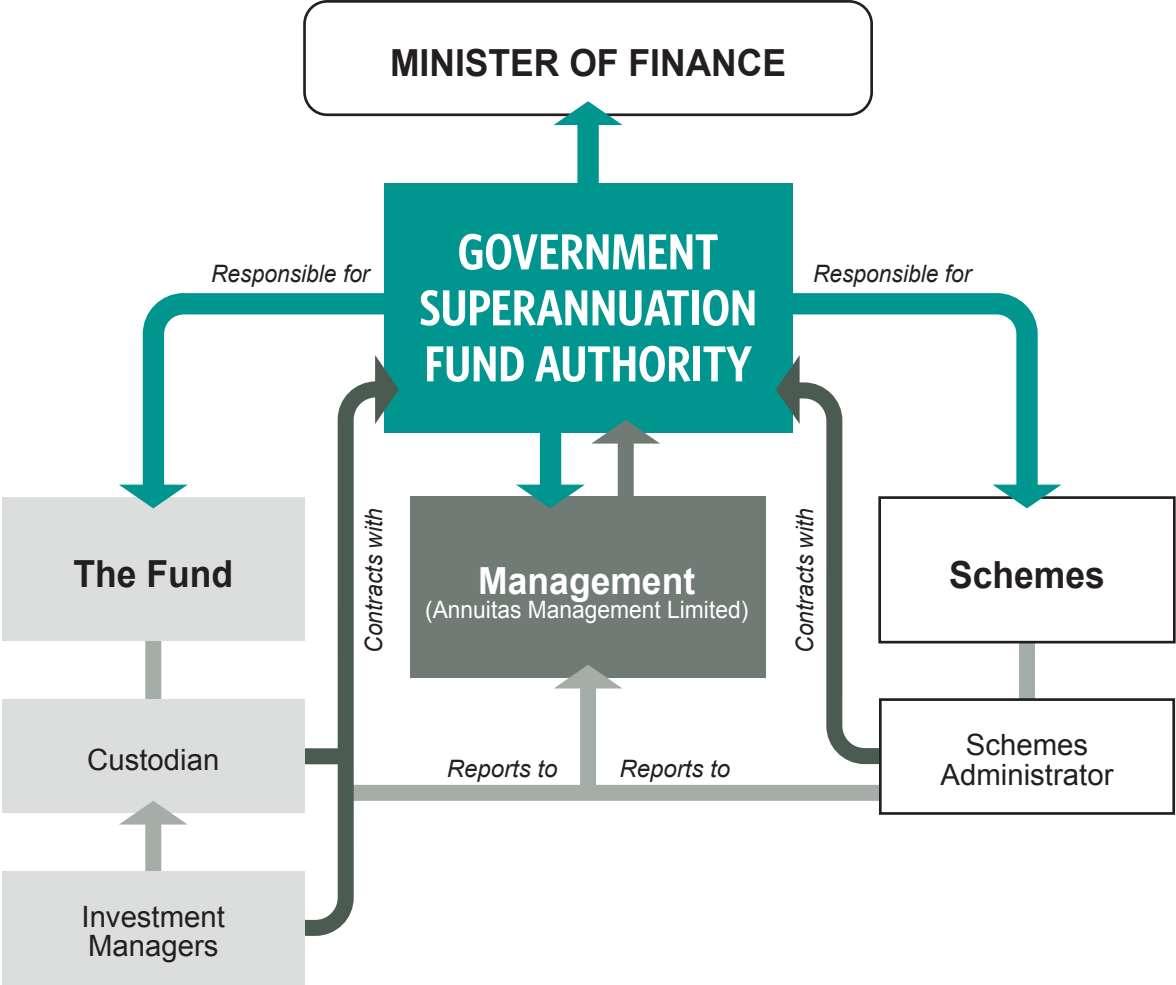 MINISTER OF FINANCE
GOVERNMENT
SUPERANNUATION
FUND AUTHORITY
Responsible for
Responsible for
The Fund
Contracts with
Management
(Annuitas Management Limited)
Contracts with
Schemes
Custodian
Reports to
Reports to
Schemes
Administrator
Investment
Managers